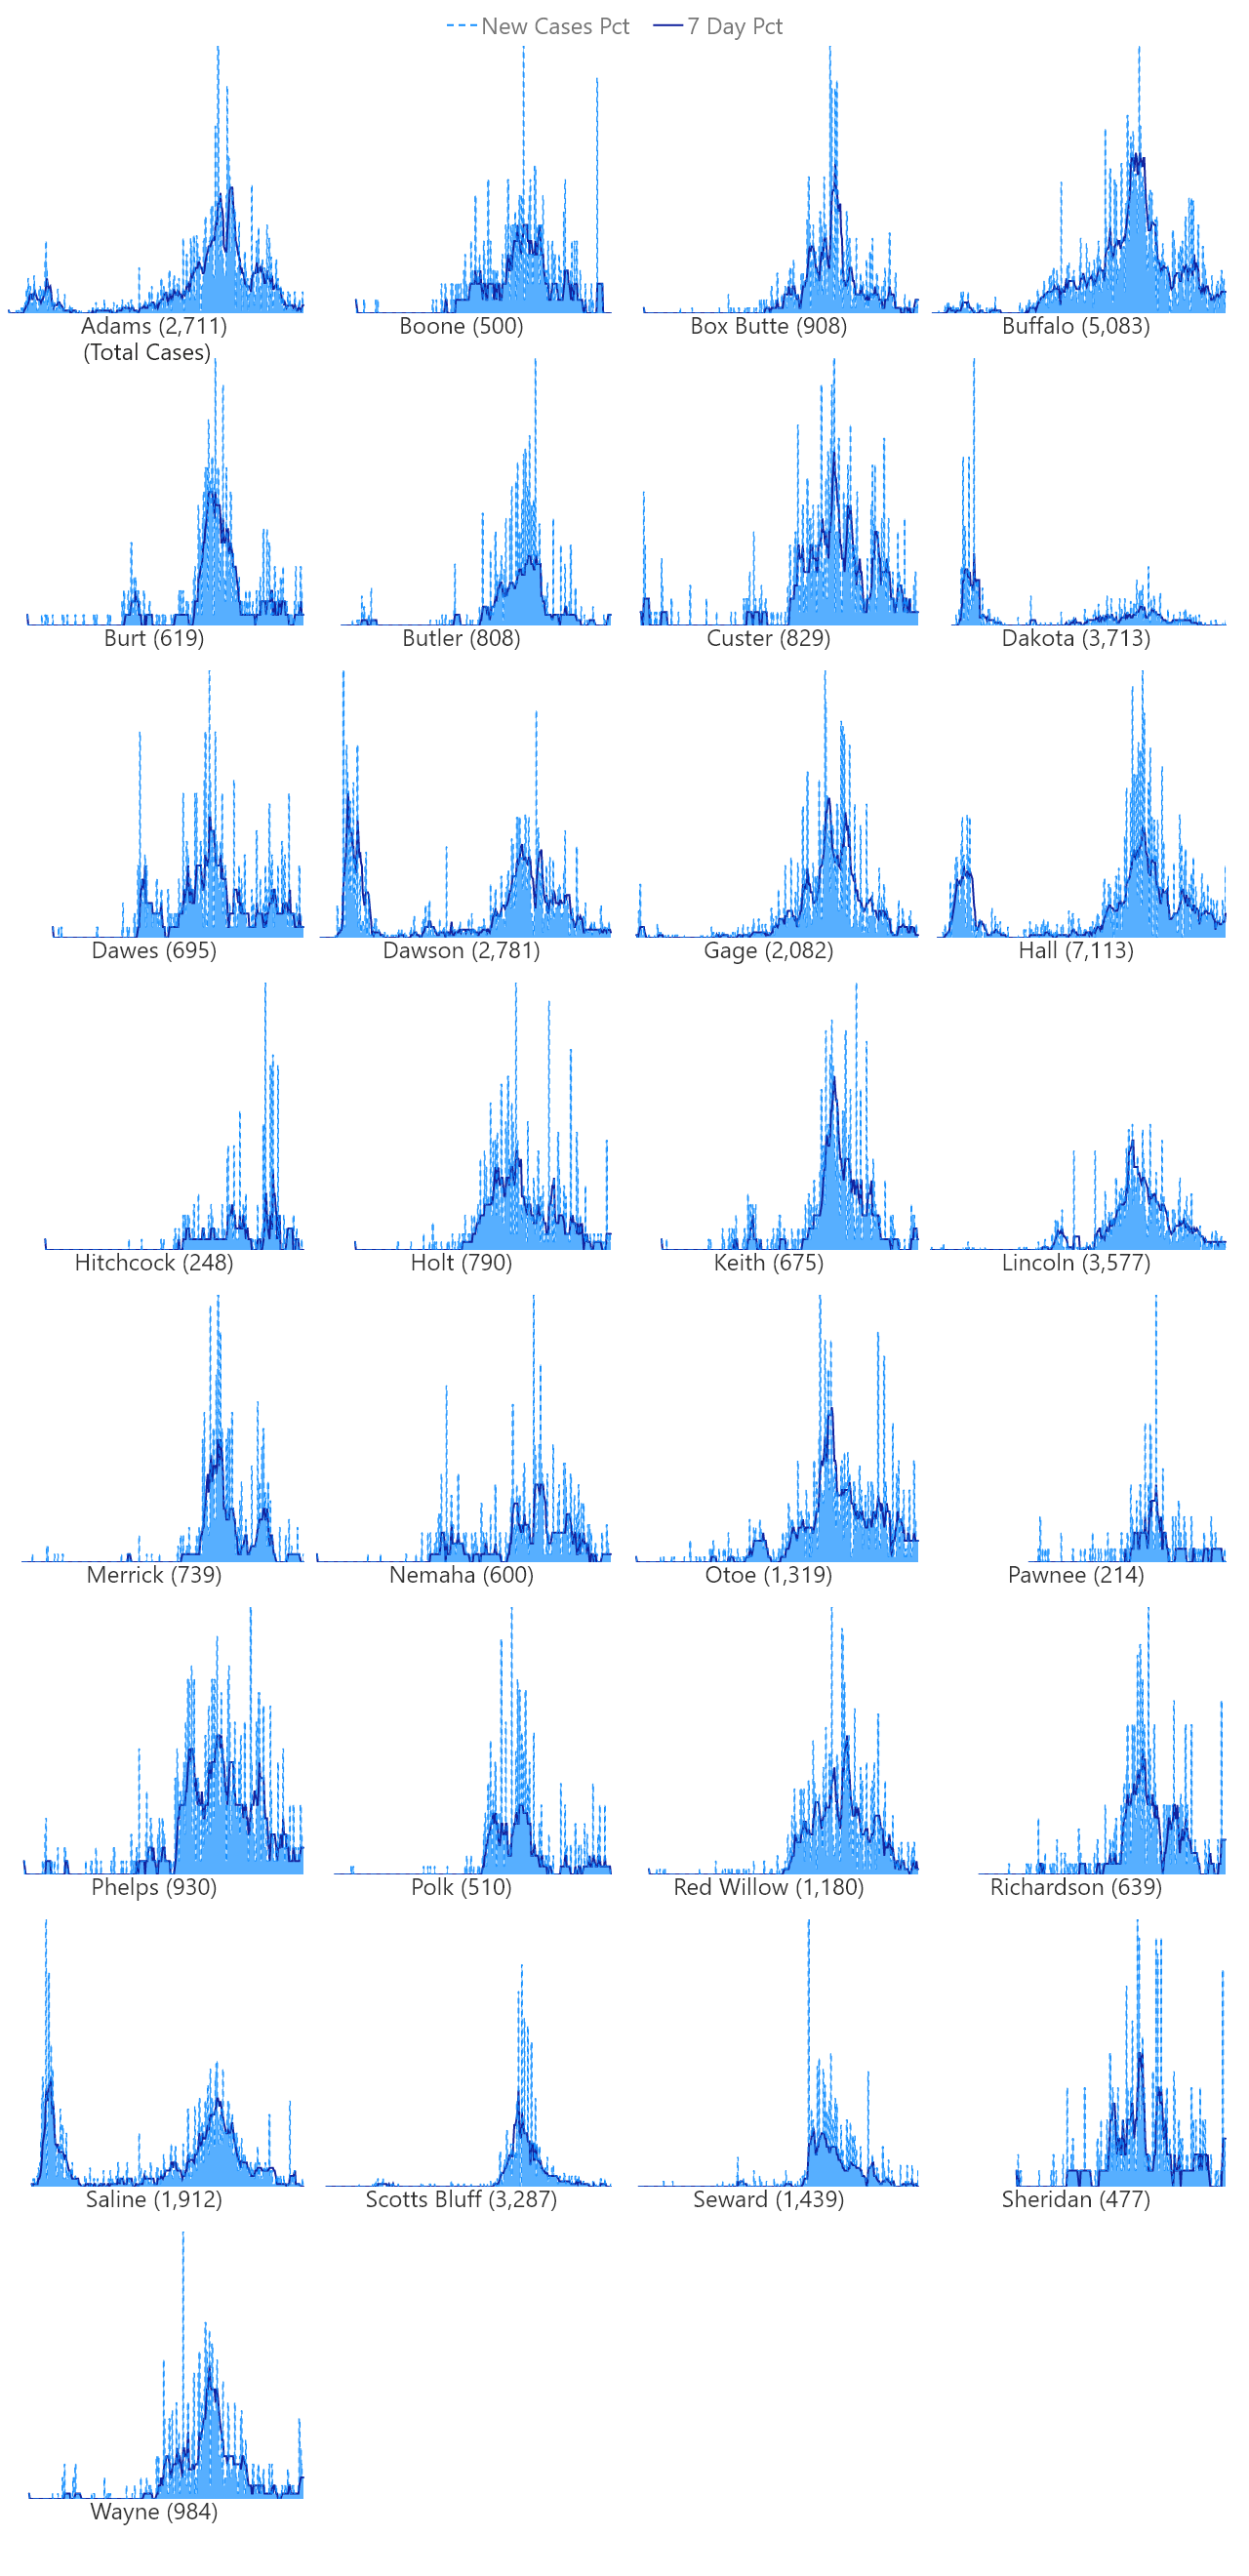 New Cases Pct 7 Day Pct
Adams (2,711) Boone (500) Box Butte (908) Buffalo (5,083)
(Total Cases)
Burt (619) Butler (808) Custer (829) Dakota (3,713)
Dawes (695) Dawson (2,781) Gage (2,082) Hall (7,113)
Hitchcock (248) Holt (790) Keith (675) Lincoln (3,577)
Merrick (739) Nemaha (600) Otoe (1,319) Pawnee (214)
Phelps (930) Polk (510) Red Willow (1,180) Richardson (639)
Saline (1,912) Scotts Bluff (3,287) Seward (1,439) Sheridan (477)
Wayne (984)